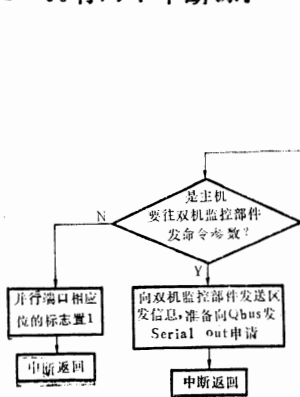 是主机
要往双机监控部件
发命令参数?
N
Y
并行端口相应
位的标志置1
向双机监控部件发送区
发信息,准备向Qbus发
Serial out申请
中断返回
中断返回